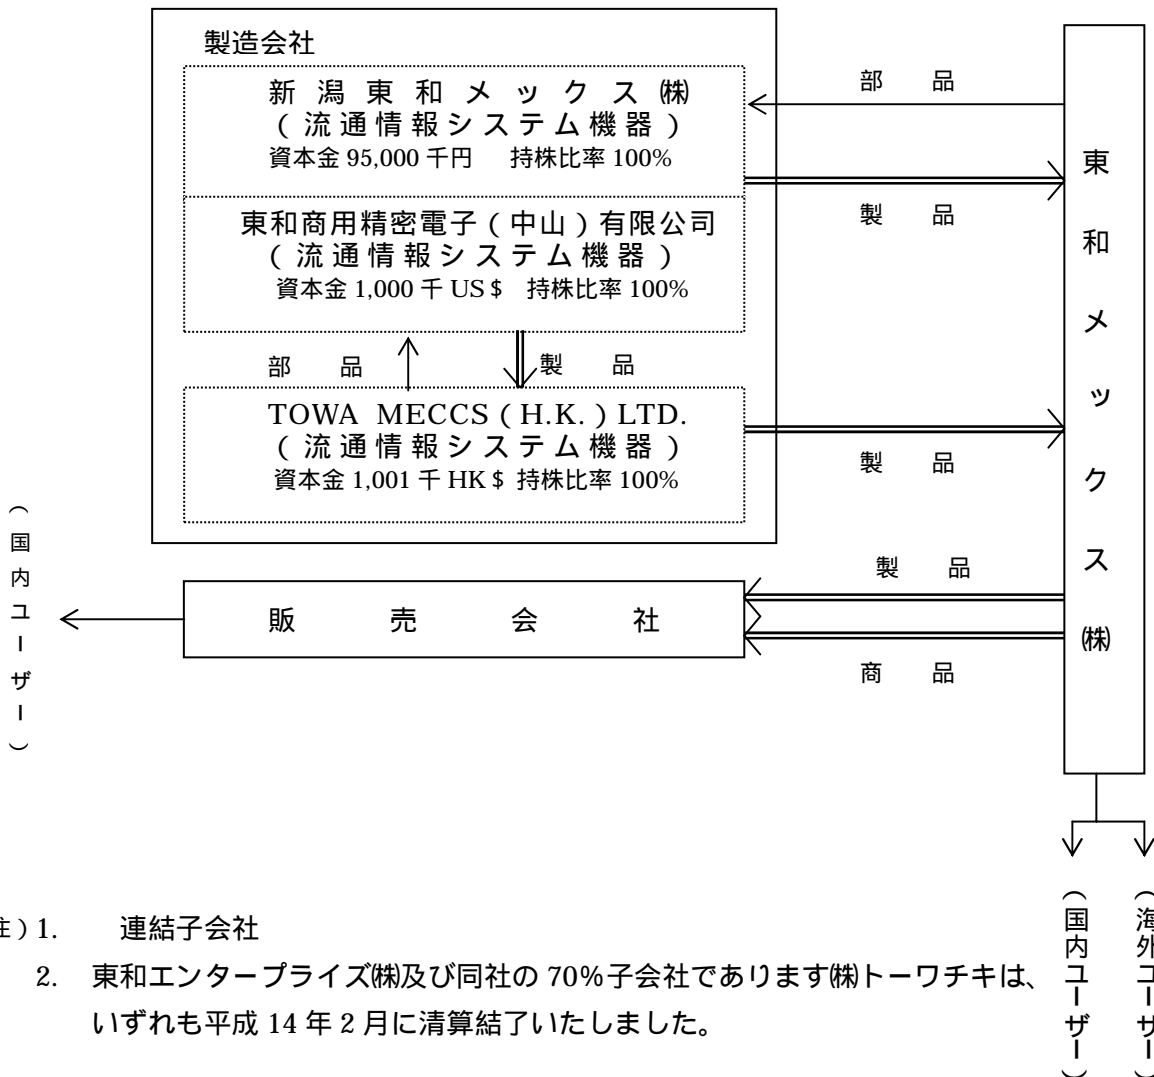 製造会社
新潟東和メックス㈱
(流通情報システム機器)
資本金 95,000 千円 持株比率 100%
部 品
製 品
東和商用精密電子(中山)有限公司
(流通情報システム機器)
資本金 1,000 千 US$ 持株比率 100%
部 品
製 品
TOWA MECCS(H.K.)LTD.
(流通情報システム機器)
資本金 1,001 千 HK$ 持株比率 100%
製 品
東和メックス㈱
(国内ユーザー)
販 売 会 社
製 品
商 品
(国内ユーザー)
(海外ユーザー)
注)1. 連結子会社
2. 東和エンタープライズ㈱及び同社の 70%子会社であります㈱トーワチキは、
いずれも平成 14 年 2 月に清算結了いたしました。